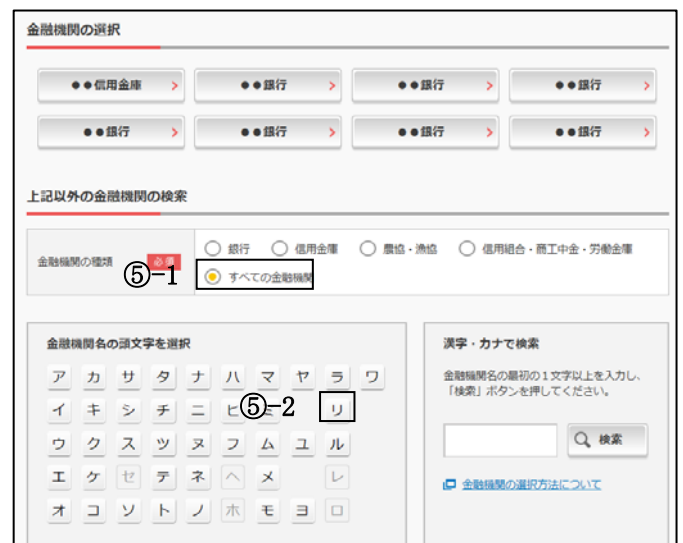 金融機関の選択
●●信用金庫 > ●●銀行 > ●●銀行 > ●●銀行 >
●●銀行 > ●●銀行 > ●●銀行 > ●●銀行 >
上記以外の金融機関の検索
金融機関の種類 必須
⑤-1
銀行 信用金庫 農協・漁協 信用組合・商工中金・労働金庫
すべての金融機関
金融機関名の頭文字を選択
ア カ サ タ ナ ハ マ ヤ ラ ワ
イ キ シ チ ニ ヒ ミ リ
⑤-2
ウ ク ス ツ ヌ フ ム ユ ル
エ ケ セ テ ネ ヘ メ レ
オ コ ソ ト ノ ホ モ ヨ ロ
漢字・カナで検索
金融機関名の最初の1文字以上を入力し、
「検索」ボタンを押してください。
検索
金融機関の選択方法について